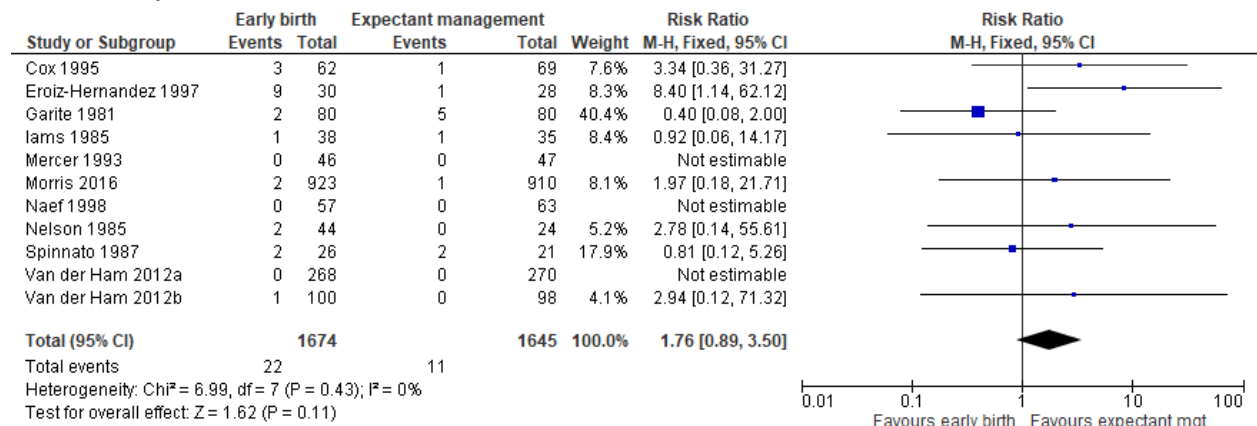 Early birth Expectant management Risk Ratio Risk Ratio
Study or Subgroup Events Total Events Total Weight M-H, Fixed, 95% CI M-H, Fixed, 95% CI
Cox 1995 3 62 1 69 7.6% 3.34 [0.36, 31.27]
Eroiz-Hernandez 1997 9 30 1 28 8.3% 8.40 [1.14, 62.12]
Garite 1981 2 80 5 80 40.4% 0.40 [0.08, 2.00]
Iams 1985 1 38 1 35 8.4% 0.92 [0.06, 14.17]
Mercer 1993 0 46 0 47 Not estimable
Morris 2016 2 923 1 910 8.1% 1.97 [0.18, 21.71]
Naef 1998 0 57 0 63 Not estimable
Nelson 1985 2 44 0 24 5.2% 2.78 [0.14, 55.61]
Spinnato 1987 2 26 2 21 17.9% 0.81 [0.12, 5.26]
Van der Ham 2012a 0 268 0 270 Not estimable
Van der Ham 2012b 1 100 0 98 4.1% 2.94 [0.12, 71.32]
Total (95% CI) 1674 1645 100.0% 1.76 [0.89, 3.50]
Total events 22 11
Heterogeneity: Chi² = 6.99, df = 7 (P = 0.43); I² = 0%
Test for overall effect: Z = 1.62 (P = 0.11)
0.01 0.1 1 10 100
Favours early birth Favours expectant mgt